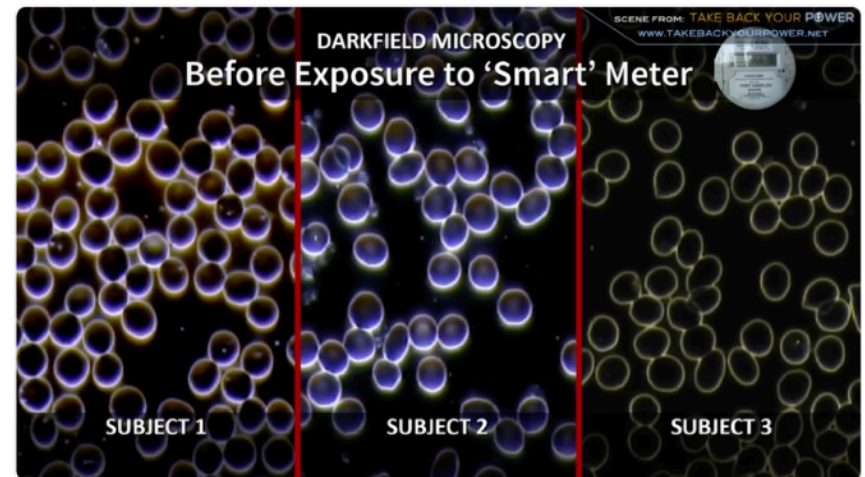 SCENE FROM: TAKE BACK YOUR POWER
WWW.TAKEBACKYOURPOWER.NET
DARKFIELD MICROSCOPY
Before Exposure to ‘Smart’ Meter
SUBJECT 1
SUBJECT 2
SUBJECT 3